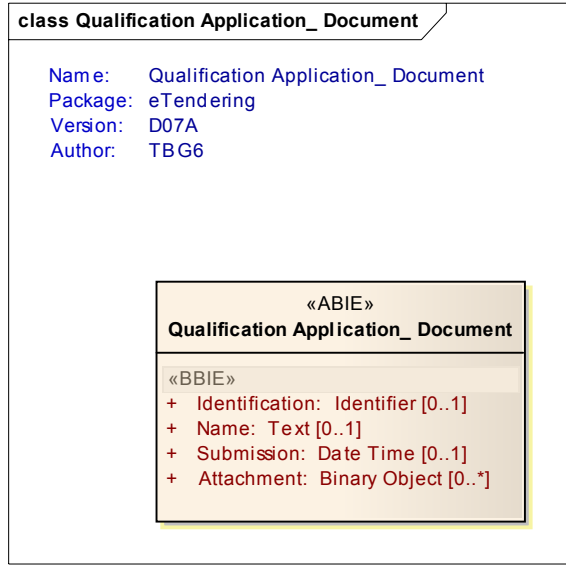 class Qualification Application_ Document
Name: Qualification Application_ Document
Package: eTendering
Version: D07A
Author: TBG6
«ABIE»
Qualification Application_ Document
«BBIE»
+ Identification: Identifier [0..1]
+ Name: Text [0..1]
+ Submission: Date Time [0..1]
+ Attachment: Binary Object [0..*]